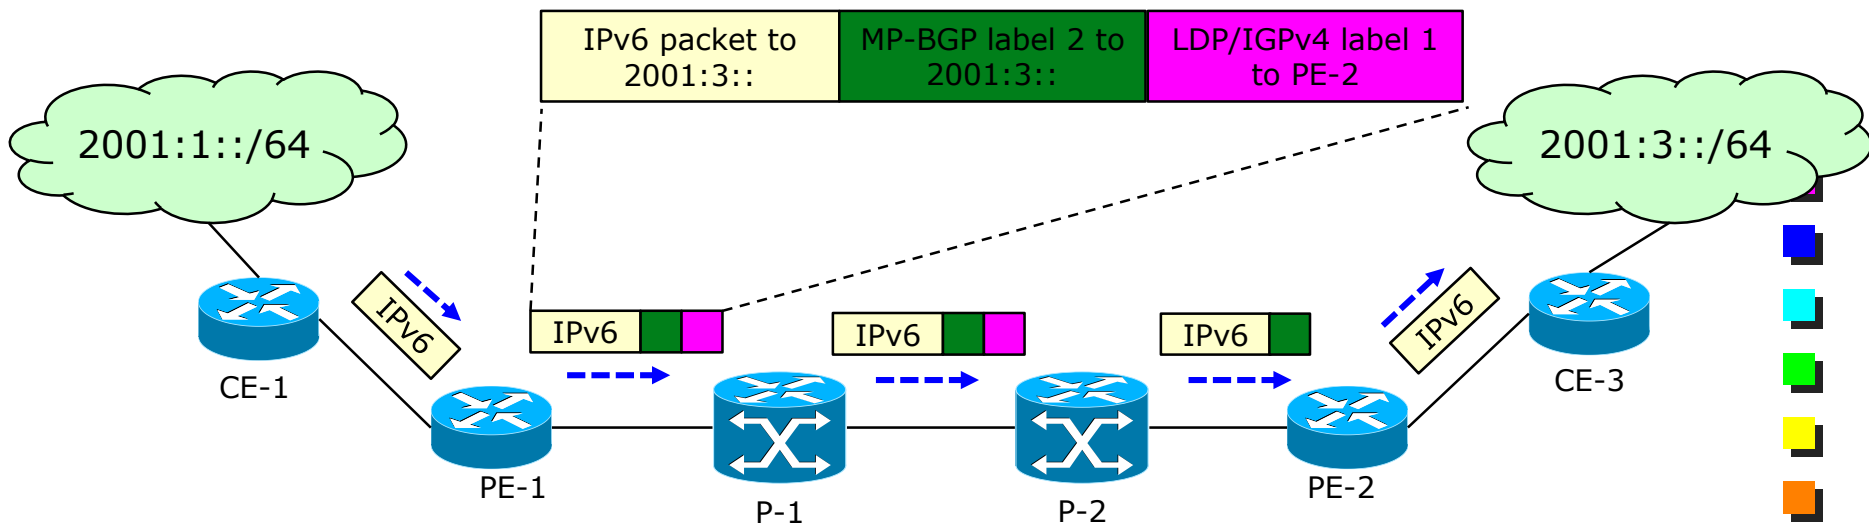 IPv6 packet to
2001:3::
MP-BGP label 2 to
2001:3::
LDP/IGPv4 label 1
to PE-2
2001:1::/64
2001:3::/64
IPv6
IPv6
IPv6
IPv6
IPv6
CE-1
CE-3
PE-1
P-1
P-2
PE-2